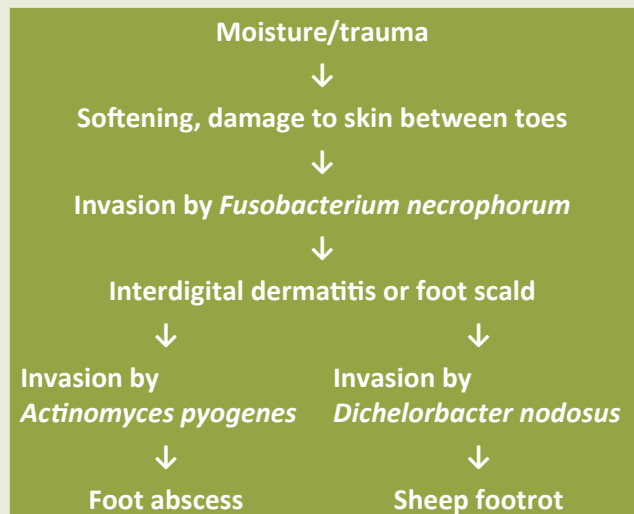 Moisture/trauma
↓
Softening, damage to skin between toes
↓
Invasion by Fusobacterium necrophorum
↓
Interdigital dermatitis or foot scald
↓ ↓
Invasion by
Actinomyces pyogenes
↓
Foot abscess
Invasion by
Dichelorbacter nodosus
↓
Sheep footrot